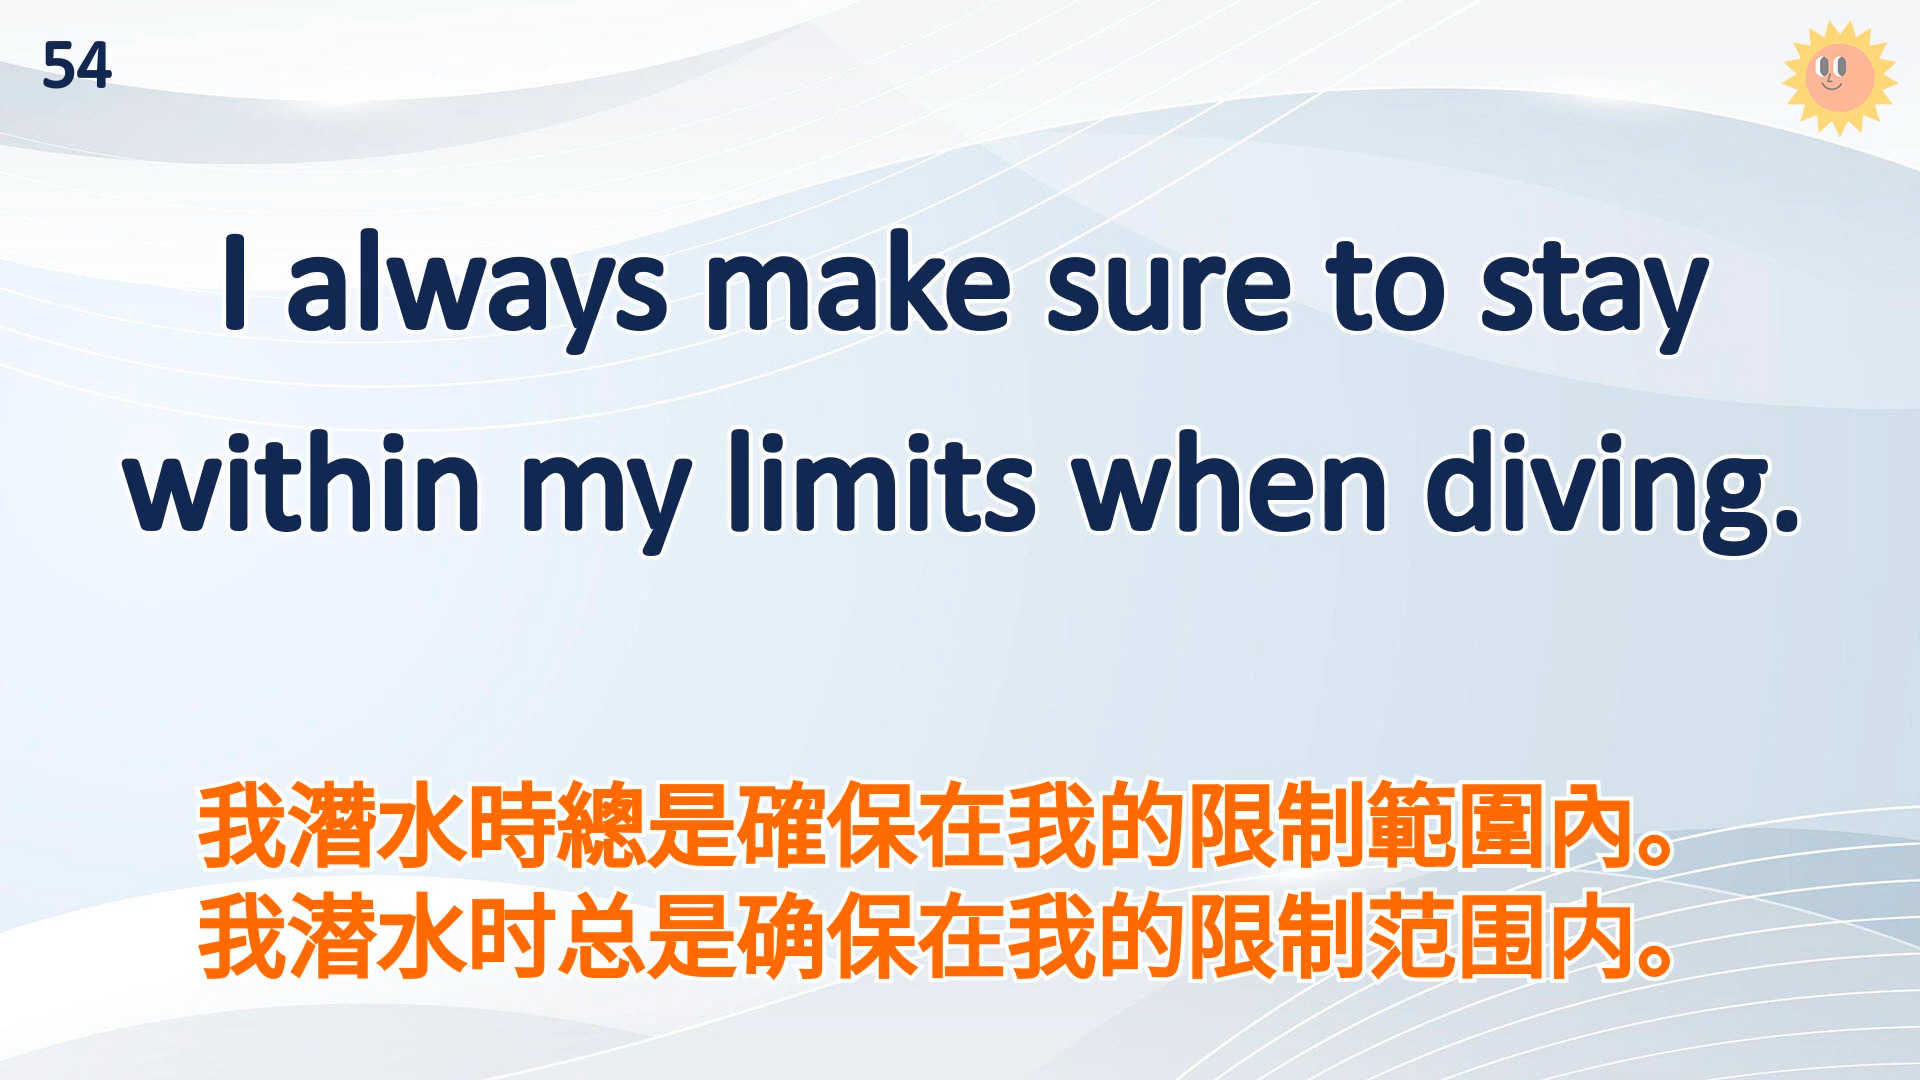 54
I always make sure to stay
within my limits when diving.
我潛水時總是確保在我的限制範圍內。
我潜水时总是确保在我的限制范围内。